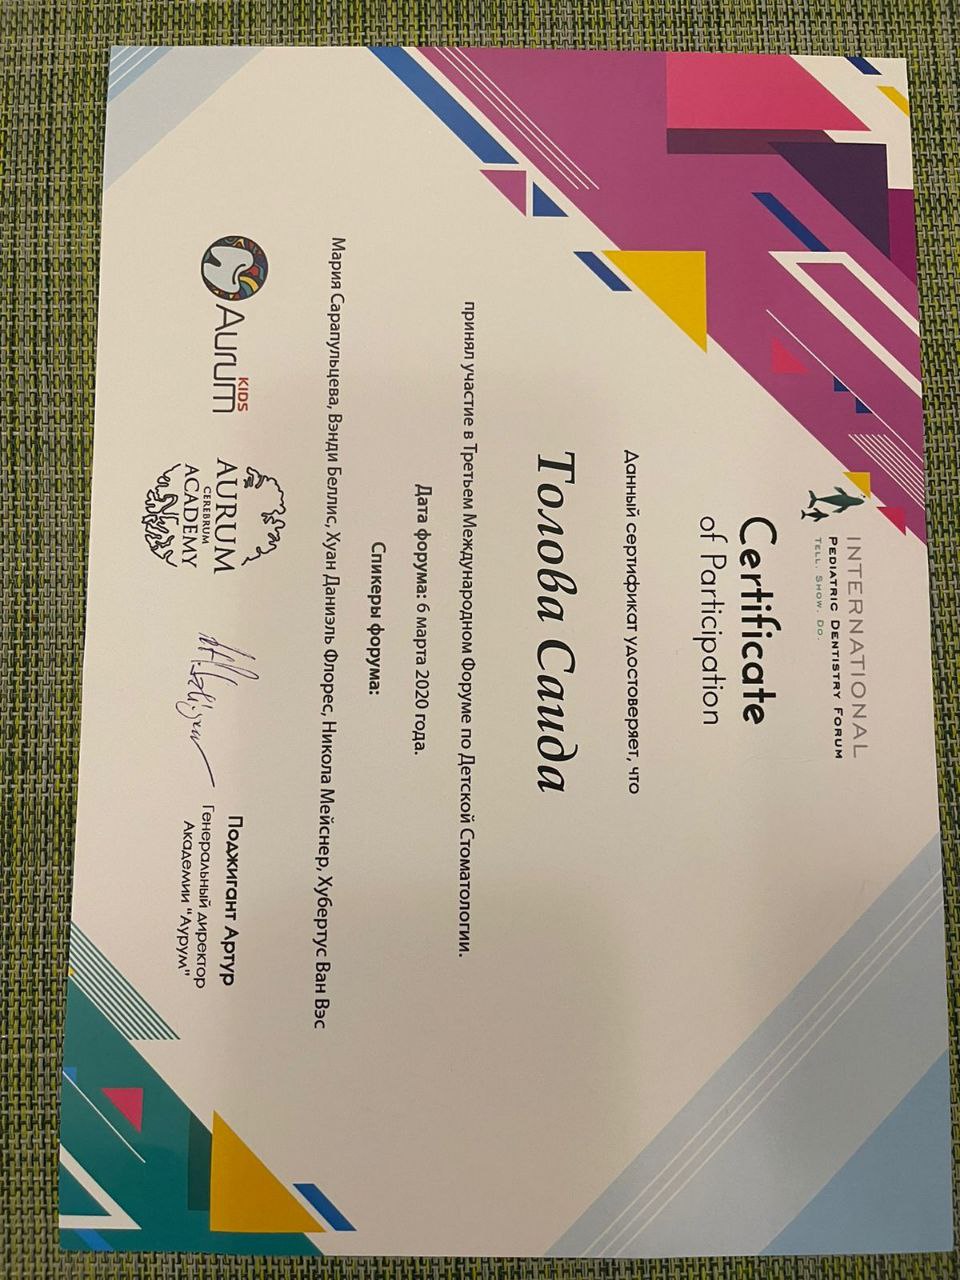 INTERNATIONAL
PEDIATRIC DENTISTRY FORUM
TELL. SHOW. DO.
Certificate
of Participation
Данный сертификат удостоверяет, что
Толова Саида
принял участие в Третьем Международном Форуме по Детской Стоматологии.
Дата форума: 6 марта 2020 года.
Спикеры форума:
Мария Сарапульцева, Вэнди Беллис, Хуан Даниэль Флорес, Никола Мейснер, Хубертус Ван Вэс
KIDS
Aurum
AURUM
CEREBRUM
ACADEMY
Поджигант Артур
Генеральный директор
Академии "Аурум"